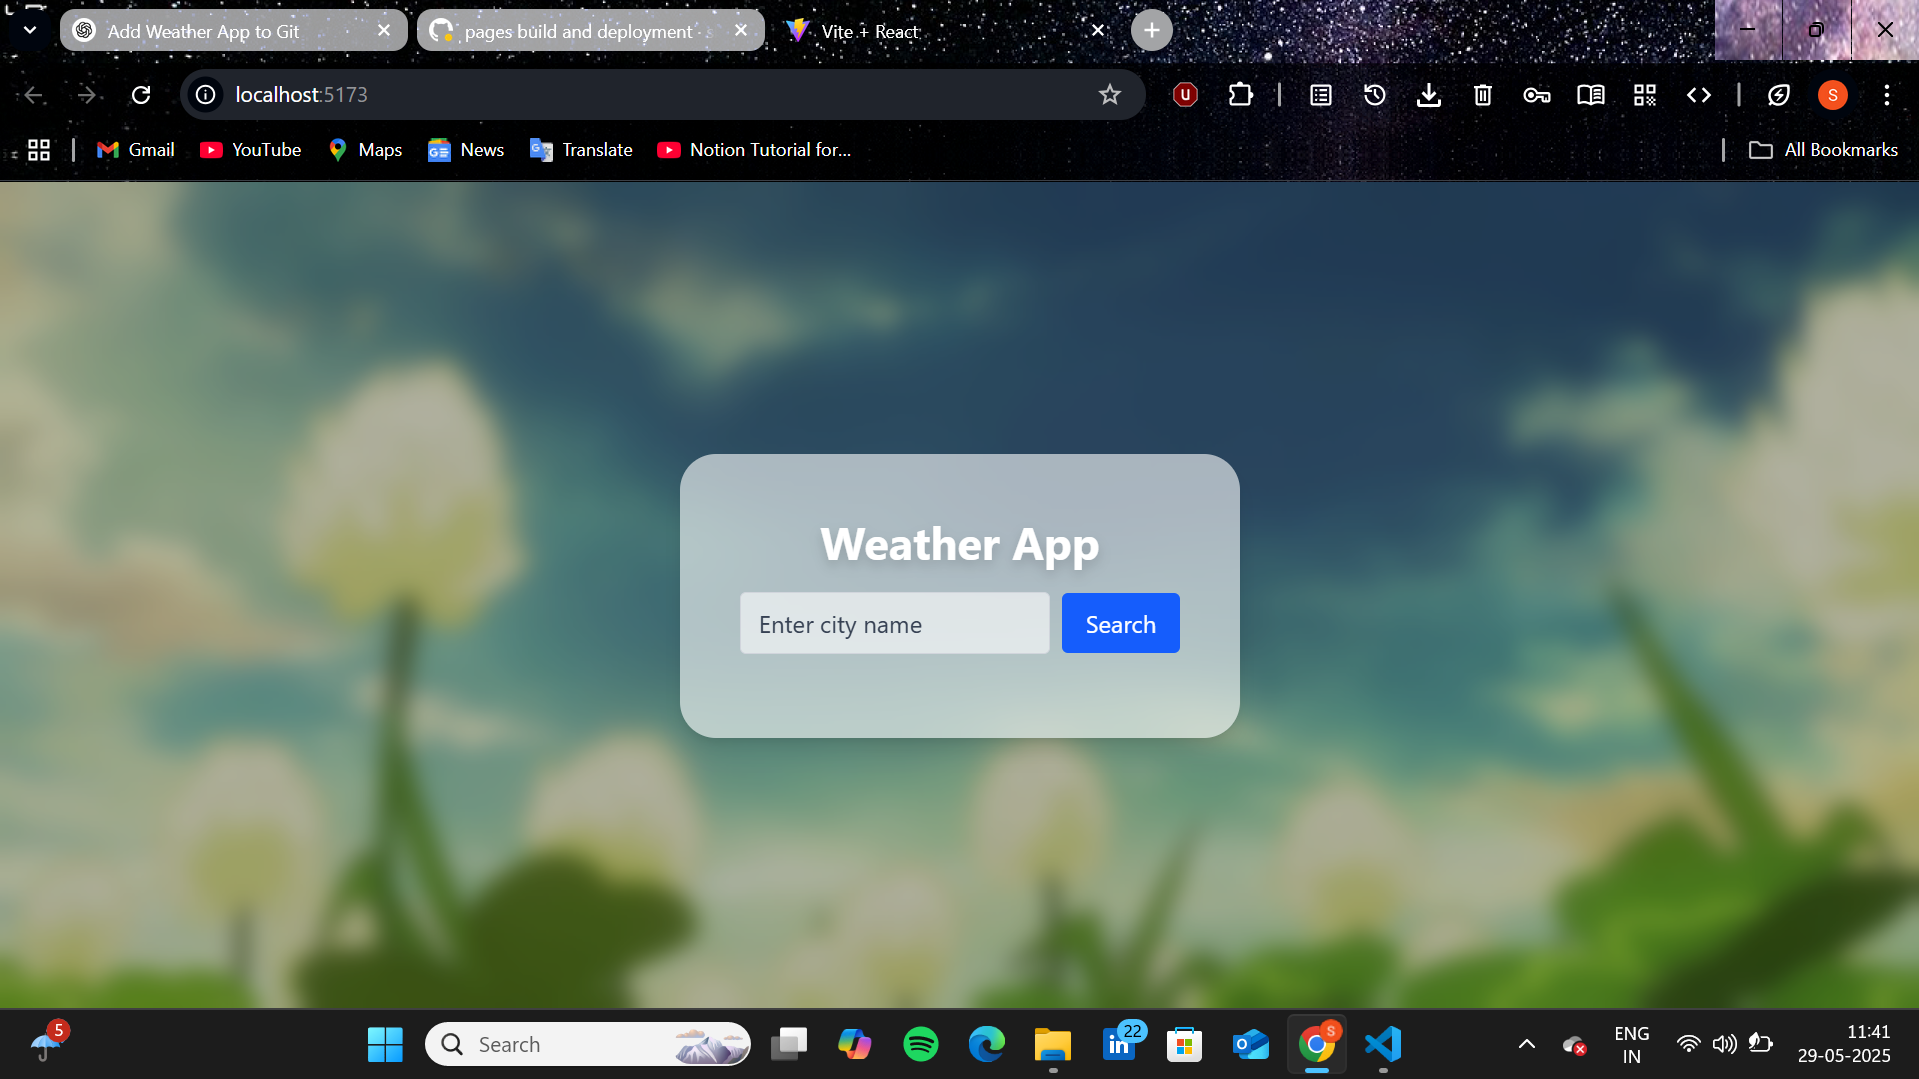 Add Weather App to Git
pages build and deployment · s
Vite + React
localhost:5173
U
S
Gmail
YouTube
Maps
News
Translate
Notion Tutorial for...
All Bookmarks
Weather App
Enter city name
Search
5
Search
22
S
ENG
IN
11:41
29-05-2025